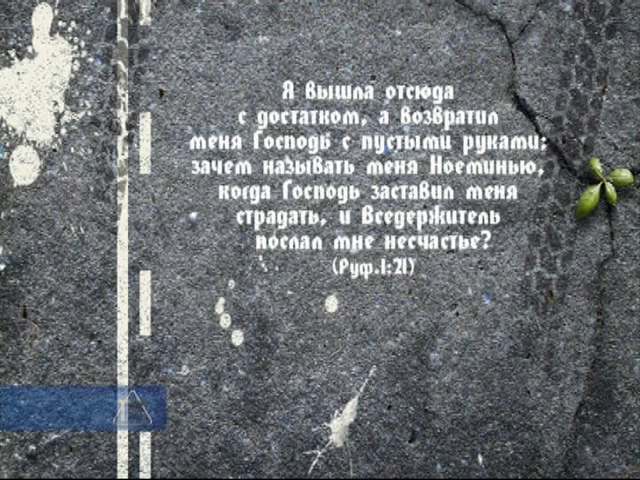 Я вышла отсюда
с достатком, а возвратил
меня Господь с пустыми руками;
зачем называть меня Ноеминью,
когда Господь заставил меня
страдать, и Вседержитель
послал мне несчастье?
(Руф.1:21)